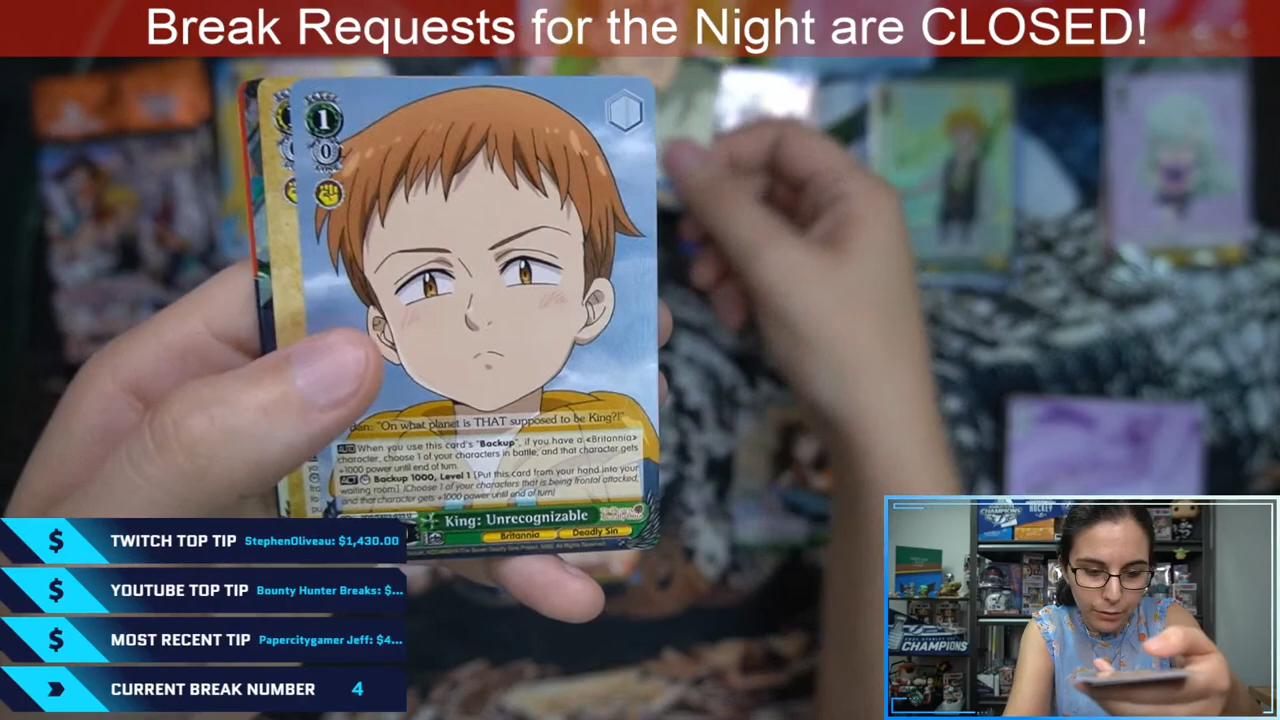 Break Requests for the Night are CLOSED!
"On what planet is THAT supposed to be King?!"
AUTO When you use this card's "Backup", if you have a «Britannia»
character, choose 1 of your characters in battle, and that character gets
+1000 power until end of turn.
ACT Backup 1000, Level 1 [Put this card from your hand into your
waiting room] (Choose 1 of your characters that is being frontal attacked,
and that character gets +1000 power until end of turn)
1
0
King: Unrecognizable
Britannia
Deadly Sin
TWITCH TOP TIP StephenOliveau: $1,430.00
YOUTUBE TOP TIP Bounty Hunter Breaks: $...
MOST RECENT TIP Papercitygamer Jeff: $4...
CURRENT BREAK NUMBER 4
CHAMPIONS
HOCKEY
CHAMPIONS